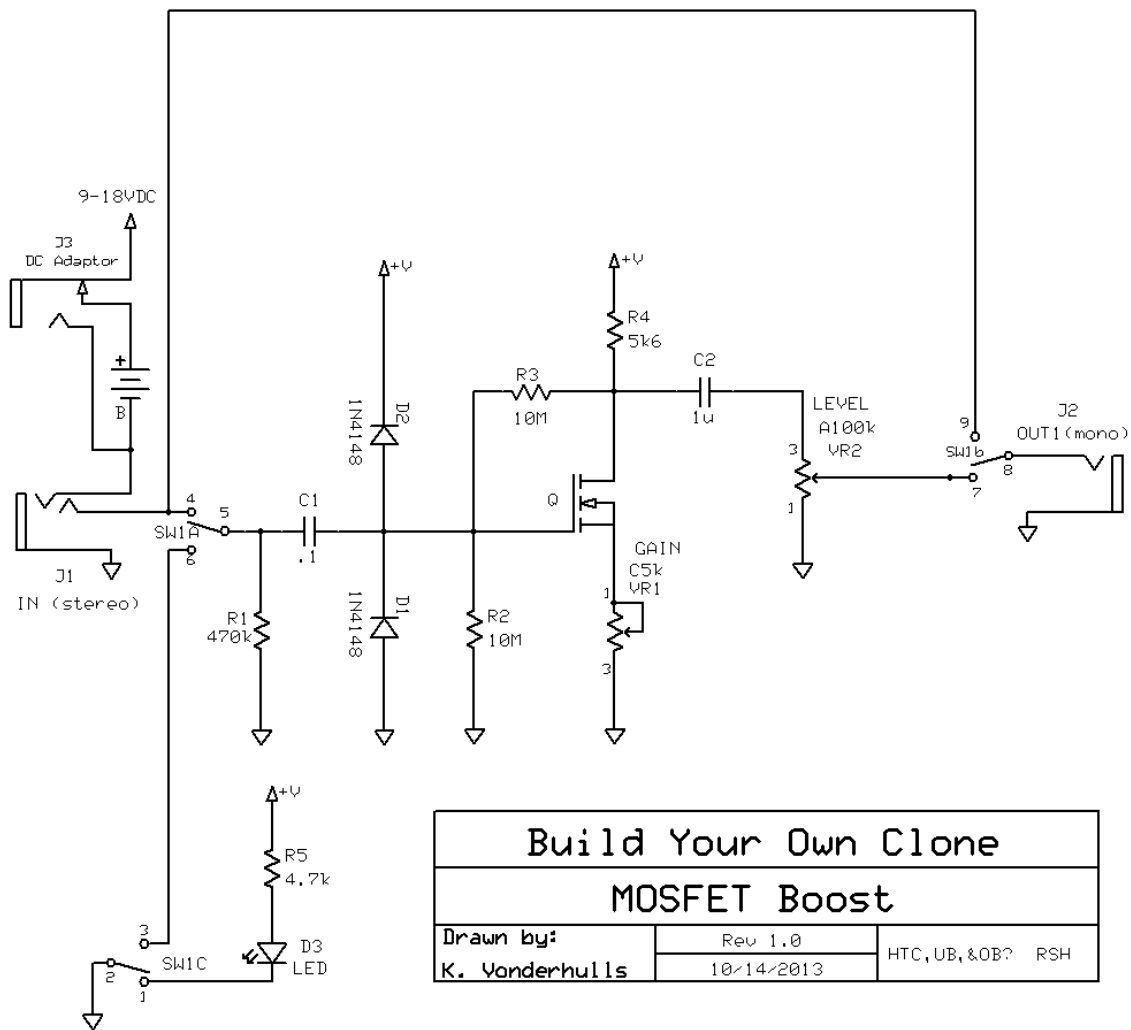 9-18VDC
J3
DC Adaptor
+
B
J1
IN (stereo)
4
5
SW1A
6
R1
470k
C1
.1
+V
D2
1N4148
D1
1N4148
R3
10M
R2
10M
+V
R4
5k6
C2
1u
Q
GAIN
C5k
VR1
1
3
LEVEL
A100k
VR2
3
1
9
SW1b
8
7
J2
OUT1(mono)
+V
R5
4.7k
D3
LED
3
SW1C
2
1
Build Your Own Clone
MOSFET Boost
Drawn by:
K. Vonderhulls
Rev 1.0
10/14/2013
HTC,UB,&OB? RSH